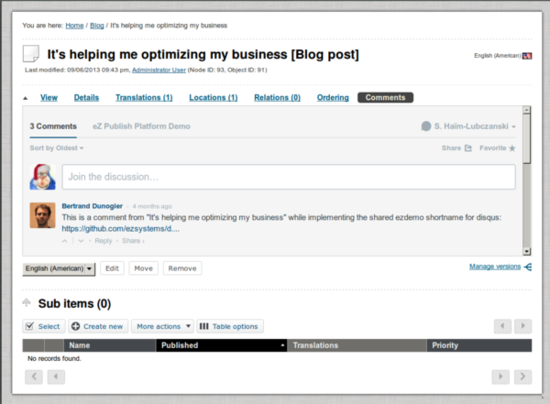 You are here: Home / Blog / It's helping me optimizing my business
It's helping me optimizing my business [Blog post]
English (American)
Last modified: 09/06/2013 09:43 pm, Administrator User (Node ID: 93, Object ID: 91)
View Details Translations (1) Locations (1) Relations (0) Ordering Comments
3 Comments eZ Publish Platform Demo S. Haïm-Lubczanski
Sort by Oldest Share Favorite
Join the discussion...
Bertrand Dunogier · 4 months ago
This is a comment from "It's helping me optimizing my business" while implementing the shared ezdemo shortname for disqus:
https://github.com/ezsystems/d....
Reply · Share ›
English (American) Edit Move Remove Manage versions
Sub items (0)
Select Create new More actions Table options
Name Published Translations Priority
No records found.